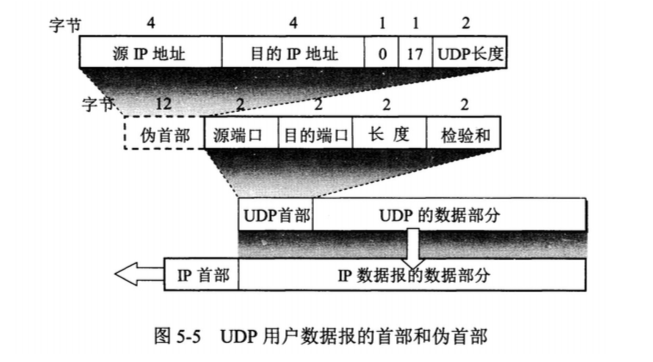 字节 4 4 1 1 2
源 IP 地址 目的 IP 地址 0 17 UDP长度
字节 12 2 2 2 2
伪首部 源端口 目的端口 长 度 检验和
UDP首部 UDP 的数据部分
IP 首部 IP 数据报的数据部分
图 5-5 UDP 用户数据报的首部和伪首部